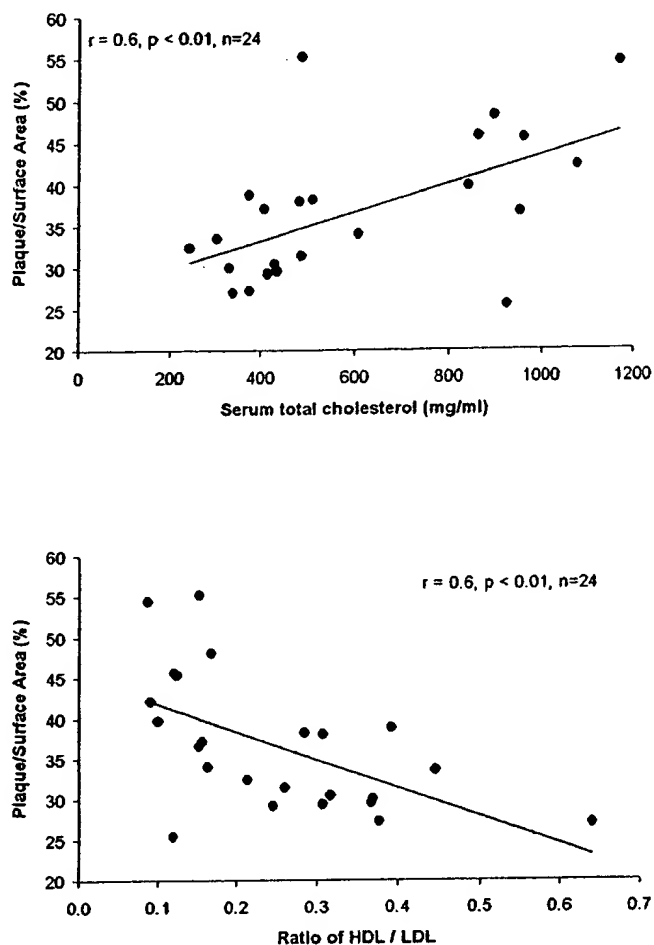 60
r = 0.6, p < 0.01, n=24
55
50
45
40
35
30
25
20
Plaque/Surface Area (%)
0 200 400 600 800 1000 1200
Serum total cholesterol (mg/ml)
60
r = 0.6, p < 0.01, n=24
55
50
45
40
35
30
25
20
Plaque/Surface Area (%)
0.0 0.1 0.2 0.3 0.4 0.5 0.6 0.7
Ratio of HDL / LDL